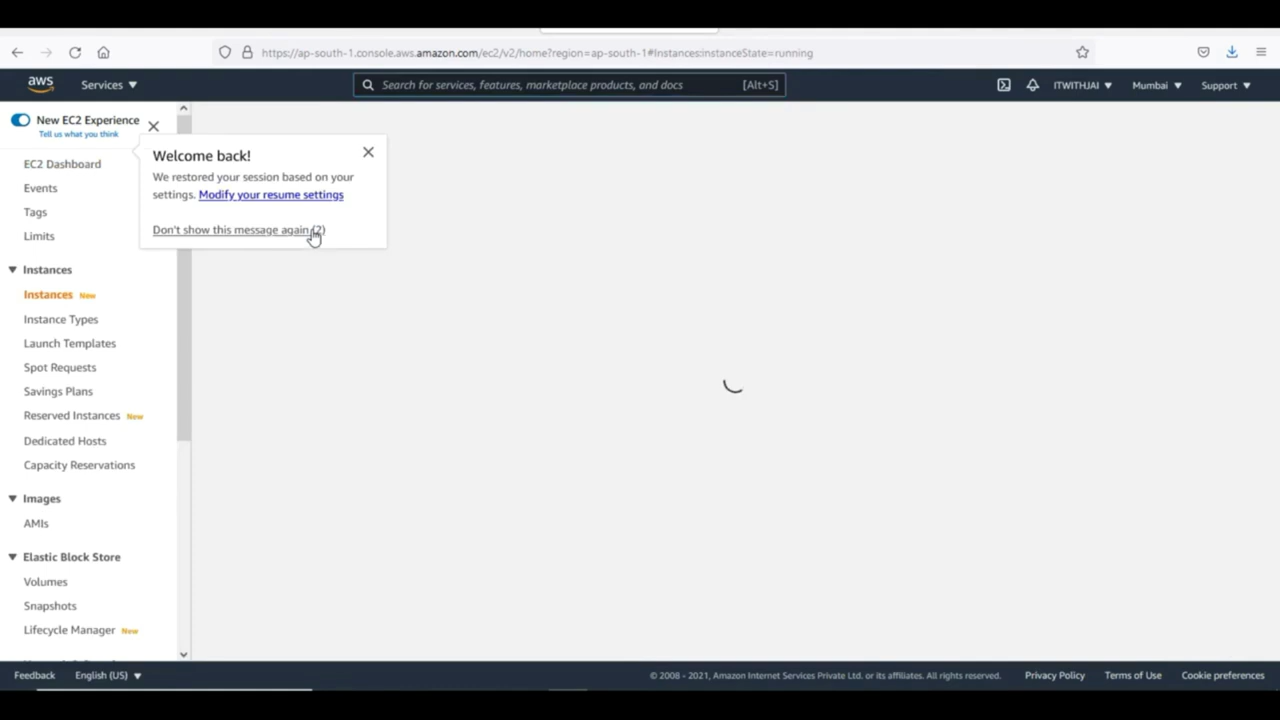 https://ap-south-1.console.aws.amazon.com/ec2/v2/home?region=ap-south-1#Instances:instanceState=running
aws Services Search for services, features, marketplace products, and docs [Alt+S] ITWITHJAI Mumbai Support
New EC2 Experience
Tell us what you think
Welcome back!
We restored your session based on your
settings. Modify your resume settings
Don't show this message again (2)
EC2 Dashboard
Events
Tags
Limits
Instances
Instances New
Instance Types
Launch Templates
Spot Requests
Savings Plans
Reserved Instances New
Dedicated Hosts
Capacity Reservations
Images
AMIs
Elastic Block Store
Volumes
Snapshots
Lifecycle Manager New
Feedback English (US) © 2008 - 2021, Amazon Internet Services Private Ltd. or its affiliates. All rights reserved. Privacy Policy Terms of Use Cookie preferences